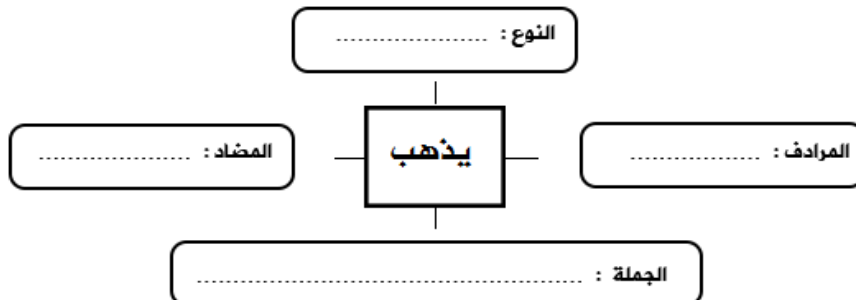 النوع : ....................
يذهب
المرادف : .................
المضاد : ....................
الجملة : ...................................................